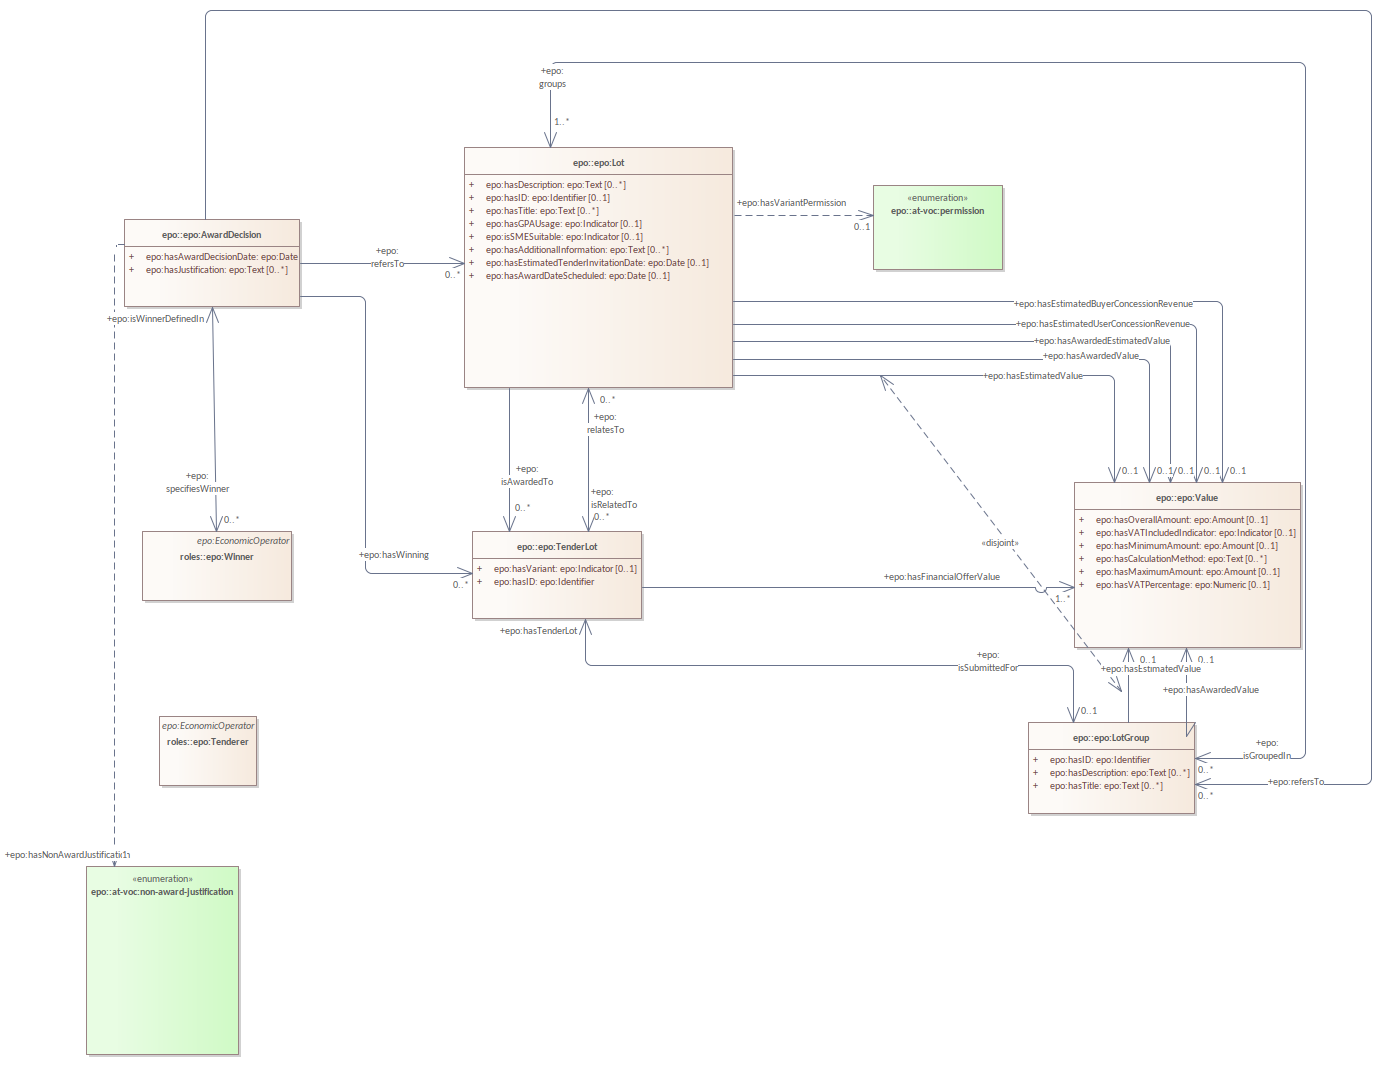 +epo:
groups
1..*
epo::epo:Lot
+ epo:hasDescription: epo:Text [0..*]
+ epo:hasID: epo:Identifier [0..1]
+ epo:hasTitle: epo:Text [0..*]
+ epo:hasGPAUsage: epo:Indicator [0..1]
+ epo:isSMESuitable: epo:Indicator [0..1]
+ epo:hasAdditionalInformation: epo:Text [0..*]
+ epo:hasEstimatedTenderInvitationDate: epo:Date [0..1]
+ epo:hasAwardDateScheduled: epo:Date [0..1]
+epo:hasVariantPermission
0..1
«enumeration»
epo::at-voc:permission
epo::epo:AwardDecision
+ epo:hasAwardDecisionDate: epo:Date
+ epo:hasJustification: epo:Text [0..*]
+epo:
refersTo
0..*
+epo:isWinnerDefinedIn
+epo:hasEstimatedBuyerConcessionRevenue
+epo:hasEstimatedUserConcessionRevenue
+epo:hasAwardedEstimatedValue
+epo:hasAwardedValue
+epo:hasEstimatedValue
0..*
+epo:
relatesTo
+epo:
isAwardedTo
0..*
+epo:
isRelatedTo
0..*
0..1
0..1
0..1
0..1
0..1
+epo:
specifiesWinner
0..*
epo:EconomicOperator
roles::epo:Winner
+epo:hasWinning
0..*
epo::epo:TenderLot
+ epo:hasVariant: epo:Indicator [0..1]
+ epo:hasID: epo:Identifier
epo::epo:Value
+ epo:hasOverallAmount: epo:Amount [0..1]
+ epo:hasVATIncludedIndicator: epo:Indicator [0..1]
+ epo:hasMinimumAmount: epo:Amount [0..1]
+ epo:hasCalculationMethod: epo:Text [0..*]
+ epo:hasMaximumAmount: epo:Amount [0..1]
+ epo:hasVATPercentage: epo:Numeric [0..1]
«disjoint»
+epo:hasFinancialOfferValue
1..*
+epo:hasTenderLot
+epo:
isSubmittedFor
0..1
0..1
+epo:hasEstimatedValue
0..1
+epo:hasAwardedValue
epo::epo:LotGroup
+ epo:hasID: epo:Identifier
+ epo:hasDescription: epo:Text [0..*]
+ epo:hasTitle: epo:Text [0..*]
+epo:
isGroupedIn
0..*
+epo:refersTo
0..*
epo:EconomicOperator
roles::epo:Tenderer
+epo:hasNonAwardJustification
1
«enumeration»
epo::at-voc:non-award-justification